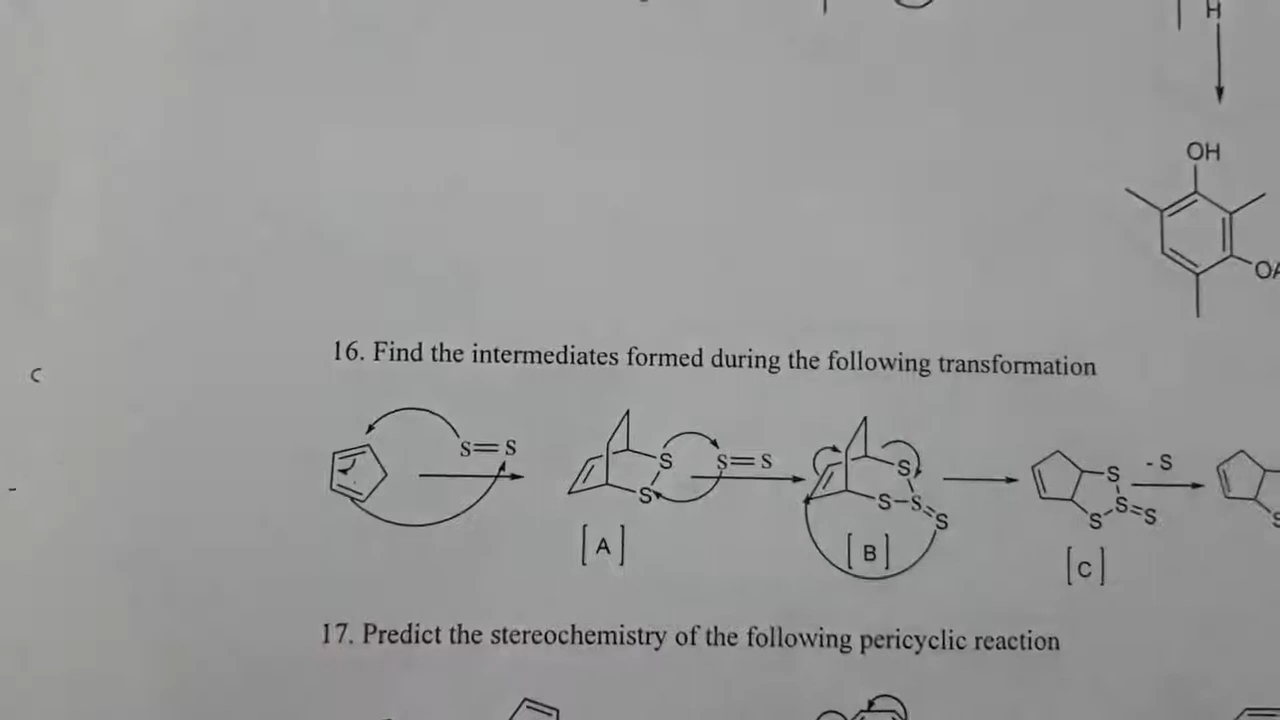 H
OH
OA
16. Find the intermediates formed during the following transformation
S=S
S
S
S=S
S
S-S=S
S
S
S=S
- S
S
[A]
[B]
[C]
17. Predict the stereochemistry of the following pericyclic reaction